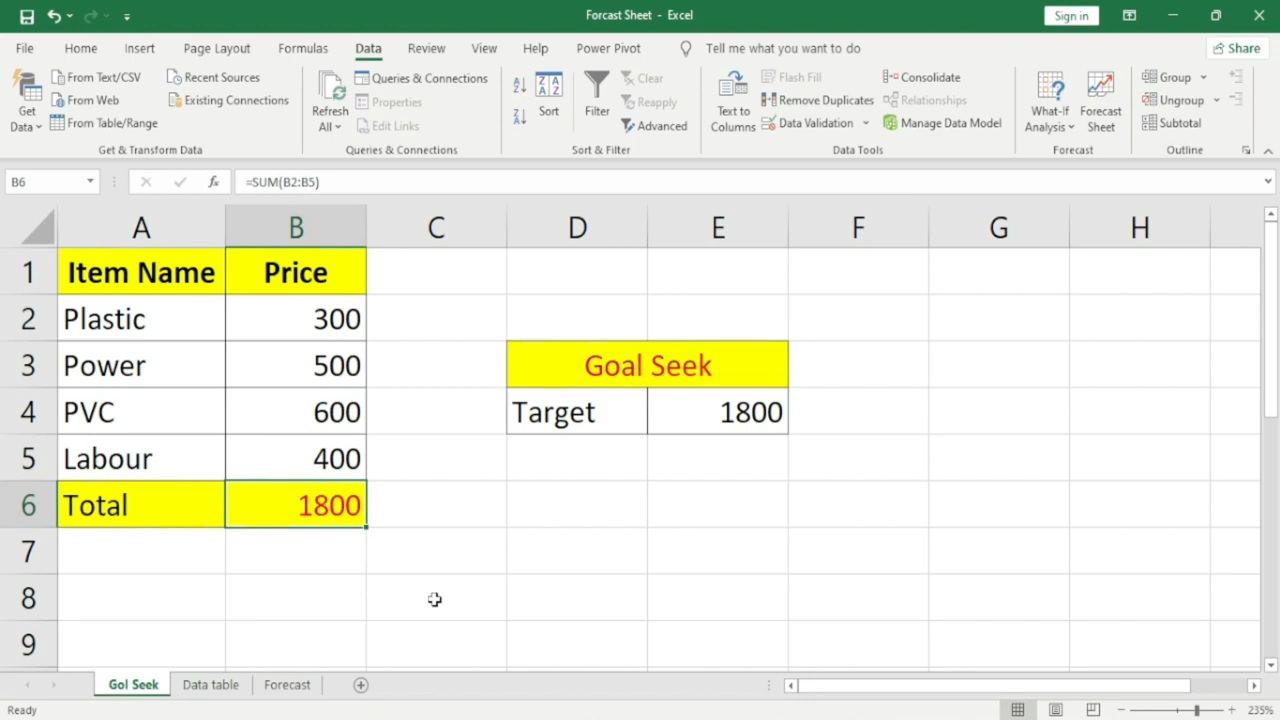 Forcast Sheet - Excel
Sign in
File Home Insert Page Layout Formulas Data Review View Help Power Pivot Tell me what you want to do Share
Get Data
From Text/CSV
From Web
From Table/Range
Recent Sources
Existing Connections
Get & Transform Data
Refresh All
Queries & Connections
Properties
Edit Links
Queries & Connections
Sort
Filter
Clear
Reapply
Advanced
Sort & Filter
Text to Columns
Flash Fill
Remove Duplicates
Data Validation
Consolidate
Relationships
Manage Data Model
Data Tools
What-If Analysis
Forecast Sheet
Forecast
Group
Ungroup
Subtotal
Outline
B6 fx =SUM(B2:B5)
A B C D E F G H
1 Item Name Price
2 Plastic 300
3 Power 500 Goal Seek
4 PVC 600 Target 1800
5 Labour 400
6 Total 1800
7
8
9
Gol Seek Data table Forecast
Ready 235%